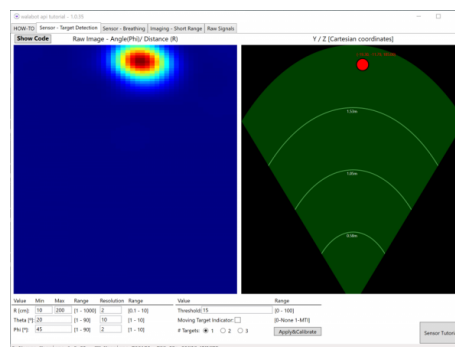 walabot api tutorial - 1.0.35
HOW-TO Sensor - Target Detection Sensor - Breathing Imaging - Short Range Raw Signals
Show Code Raw Image - Angle(Phi)/ Distance (R) Y / Z [Cartesian coordinates]
Value Min Max Range Resolution Range Value Range
R [cm] 10 200 [1 - 1000] 2 [0.1 - 10] Threshold: 15 [0 - 100]
Theta [°]: 20 [1 - 90] 10 [1 - 10] Moving Target Indicator: [0-None 1-MTI]
Phi [°]: 45 [1 - 90] 2 [1 - 10] # Targets: 1 2 3 Apply&Calibrate
Sensor Tutori